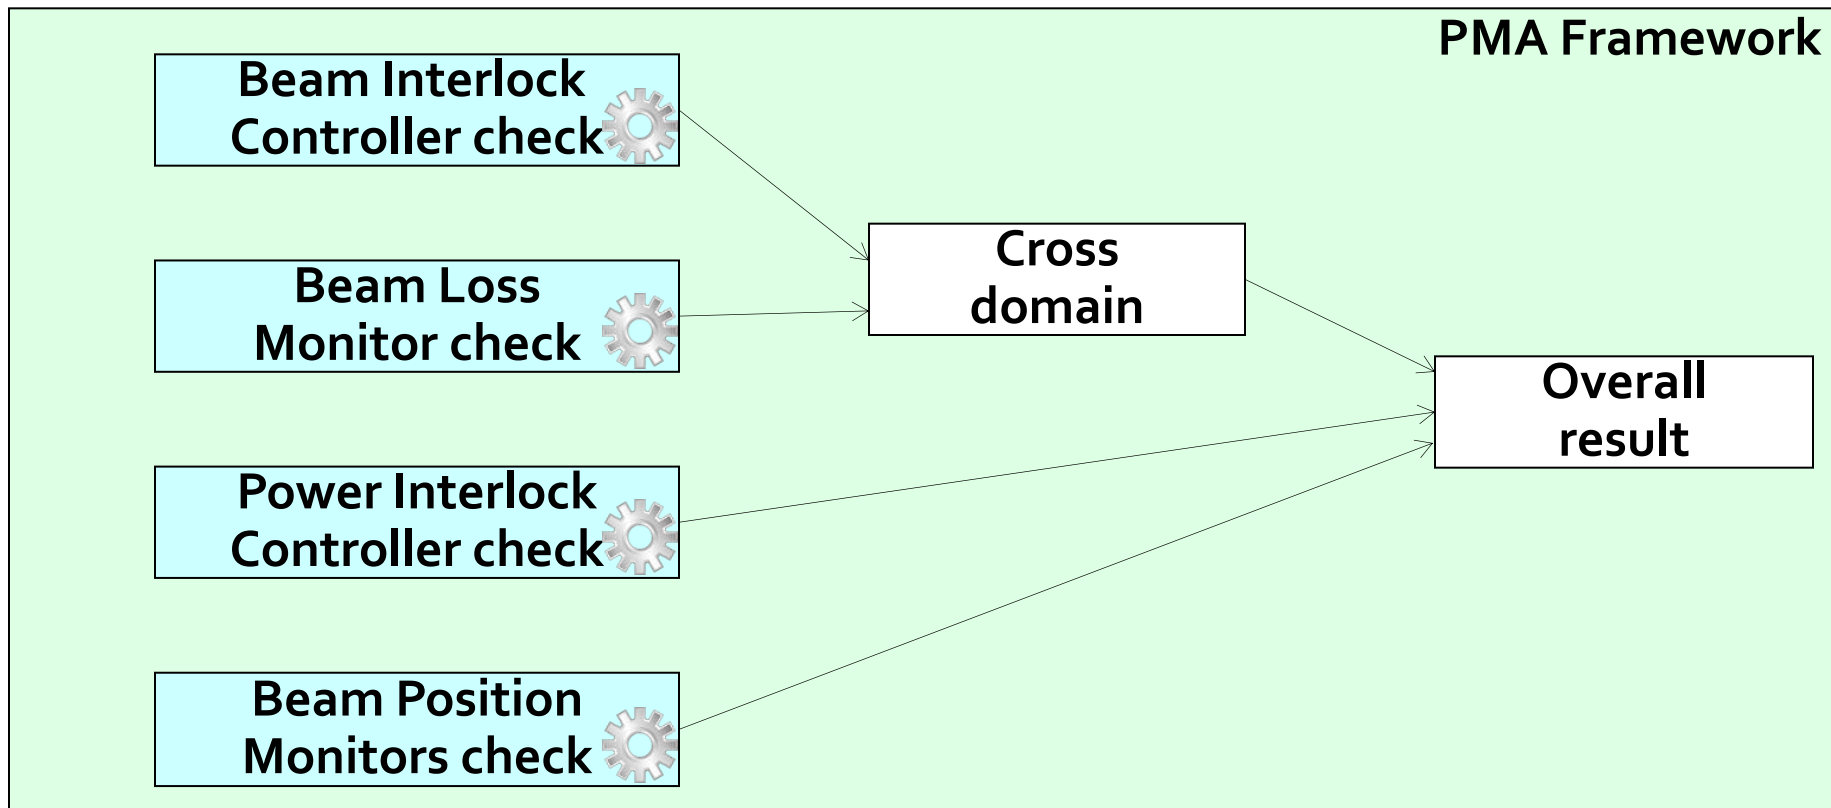 PMA Framework
Beam Interlock
Controller check
Beam Loss
Monitor check
Cross
domain
Overall
result
Power Interlock
Controller check
Beam Position
Monitors check